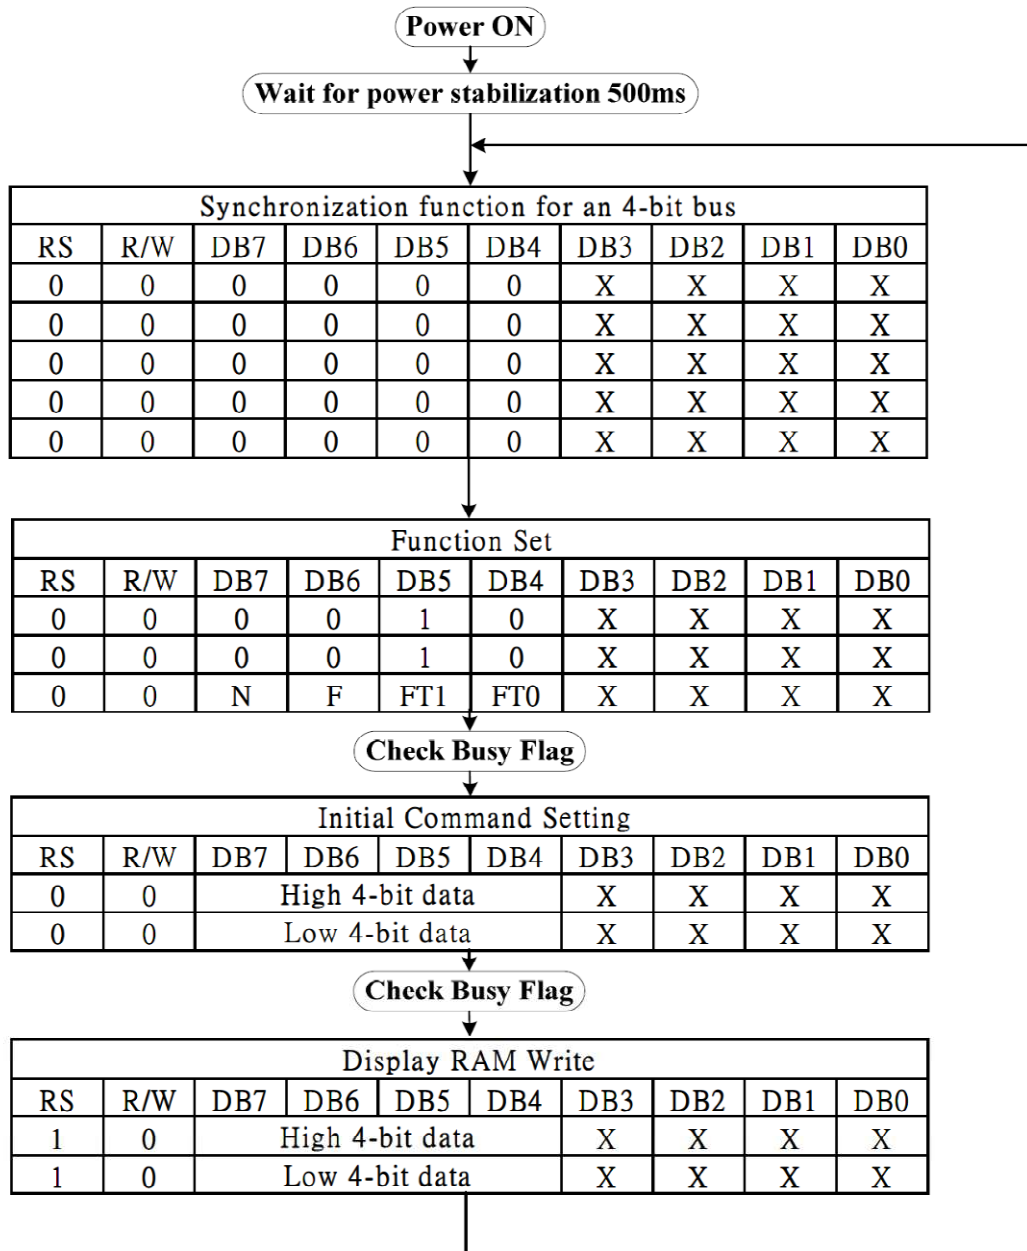 Power ON
Wait for power stabilization 500ms
Synchronization function for an 4-bit bus
RS R/W DB7 DB6 DB5 DB4 DB3 DB2 DB1 DB0
0 0 0 0 0 0 X X X X
0 0 0 0 0 0 X X X X
0 0 0 0 0 0 X X X X
0 0 0 0 0 0 X X X X
0 0 0 0 0 0 X X X X
Function Set
RS R/W DB7 DB6 DB5 DB4 DB3 DB2 DB1 DB0
0 0 0 0 1 0 X X X X
0 0 0 0 1 0 X X X X
0 0 N F FT1 FT0 X X X X
Check Busy Flag
Initial Command Setting
RS R/W DB7 DB6 DB5 DB4 DB3 DB2 DB1 DB0
0 0 High 4-bit data X X X X
0 0 Low 4-bit data X X X X
Check Busy Flag
Display RAM Write
RS R/W DB7 DB6 DB5 DB4 DB3 DB2 DB1 DB0
1 0 High 4-bit data X X X X
1 0 Low 4-bit data X X X X